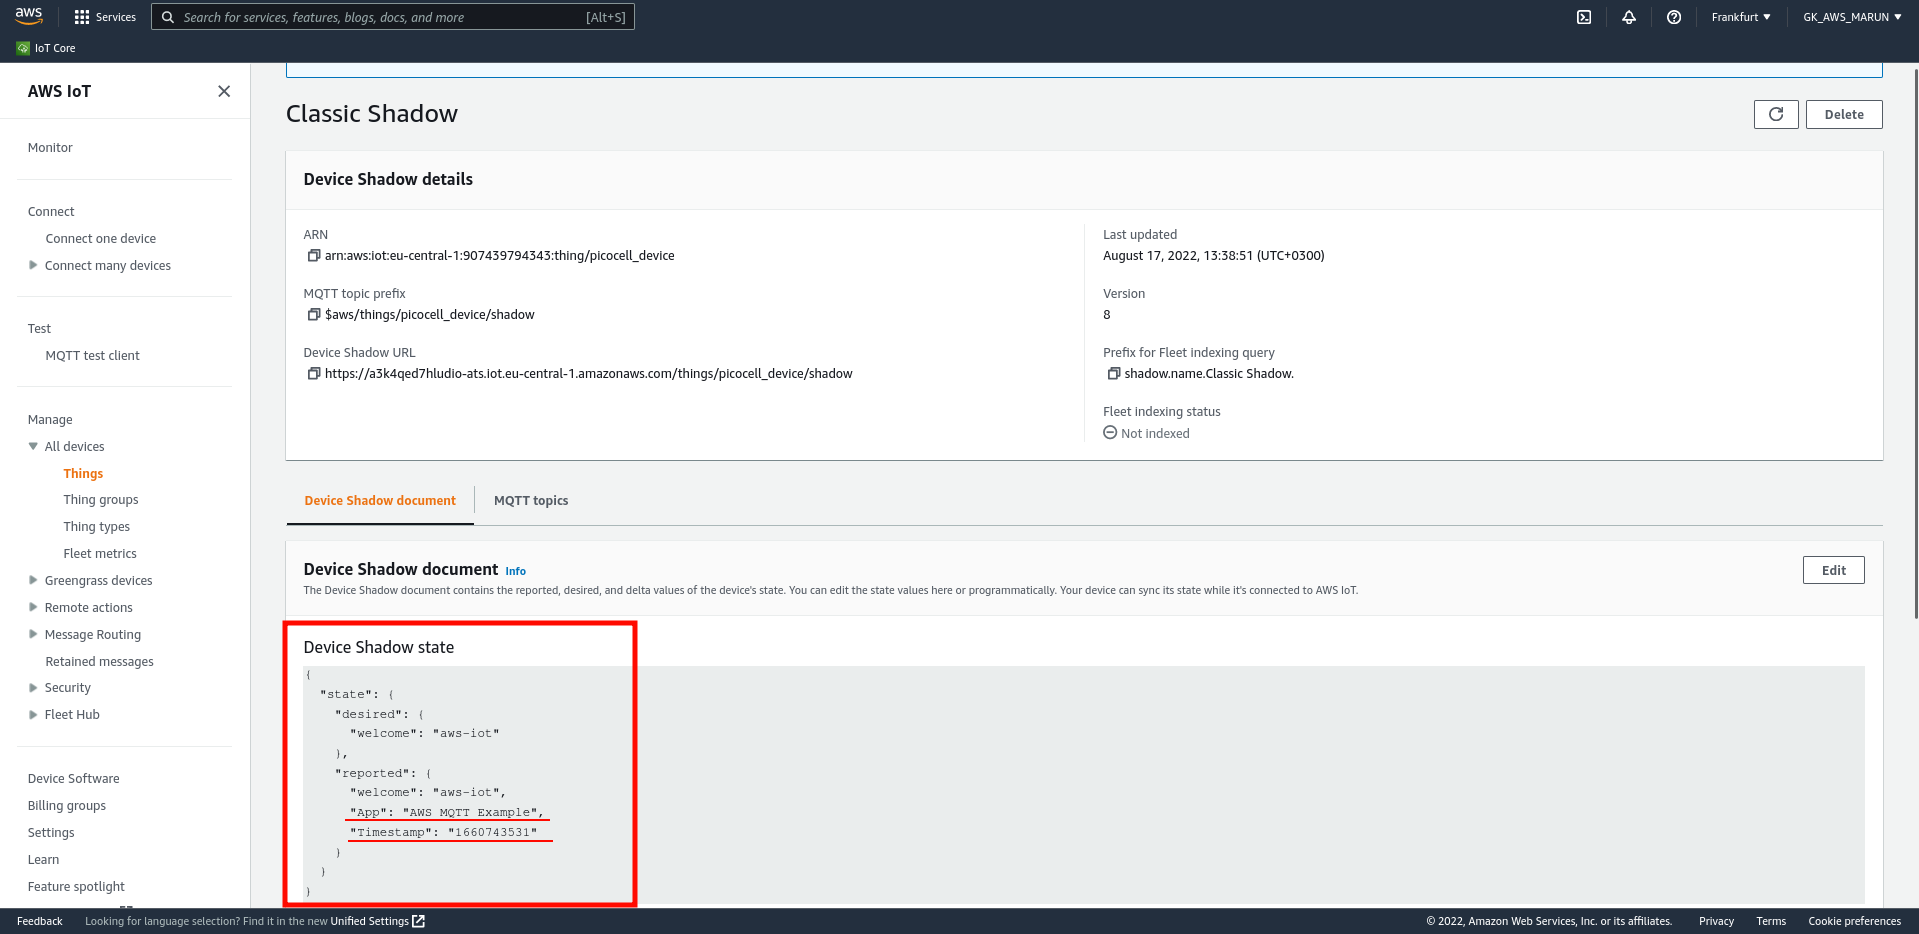 aws
Services
Search for services, features, blogs, docs, and more
[Alt+S]
Frankfurt
GK_AWS_MARUN
IoT Core
AWS IoT
Monitor
Connect
Connect one device
Connect many devices
Test
MQTT test client
Manage
All devices
Things
Thing groups
Thing types
Fleet metrics
Greengrass devices
Remote actions
Message Routing
Retained messages
Security
Fleet Hub
Device Software
Billing groups
Settings
Learn
Feature spotlight
Classic Shadow
Delete
Device Shadow details
ARN
arn:aws:iot:eu-central-1:907439794343:thing/picocell_device
MQTT topic prefix
$aws/things/picocell_device/shadow
Device Shadow URL
https://a3k4qed7hludio-ats.iot.eu-central-1.amazonaws.com/things/picocell_device/shadow
Last updated
August 17, 2022, 13:38:51 (UTC+0300)
Version
8
Prefix for Fleet indexing query
shadow.name.Classic Shadow.
Fleet indexing status
Not indexed
Device Shadow document
MQTT topics
Device Shadow document Info
Edit
The Device Shadow document contains the reported, desired, and delta values of the device's state. You can edit the state values here or programmatically. Your device can sync its state while it's connected to AWS IoT.
Device Shadow state
{
"state": {
"desired": {
"welcome": "aws-iot"
},
"reported": {
"welcome": "aws-iot",
"App": "AWS MQTT Example",
"Timestamp": "1660743531"
}
}
}
Feedback
Looking for language selection? Find it in the new Unified Settings
© 2022, Amazon Web Services, Inc. or its affiliates.
Privacy
Terms
Cookie preferences